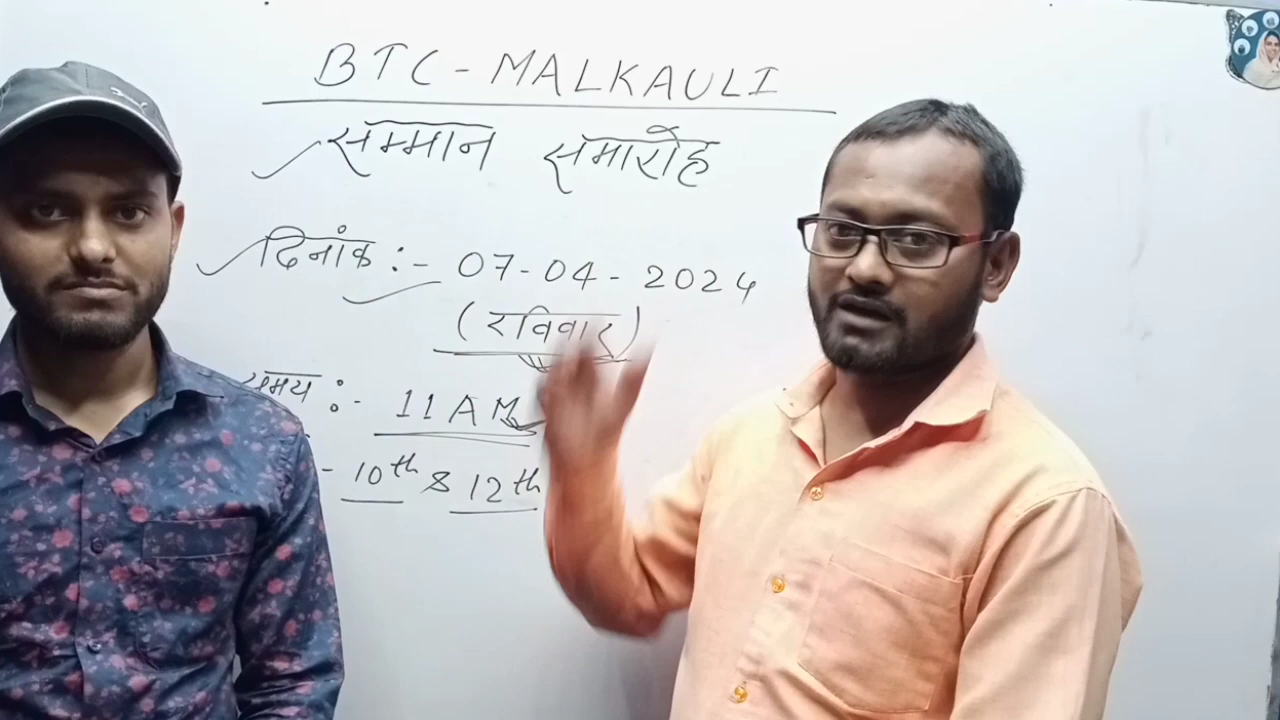 BTC - MALKAULI
सम्मान समारोह
दिनांक :- 07-04-2024
(रविवार)
समय :- 11 AM
- 10th & 12th